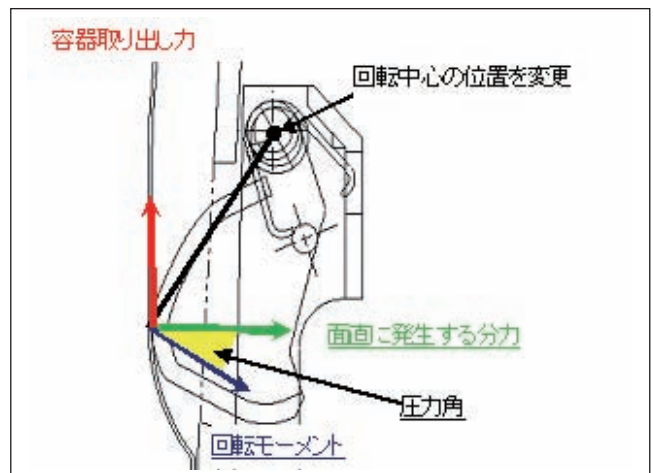 容器取り出し力
回転中心の位置を変更
面直に発生する分力
圧力角
回転モーメント